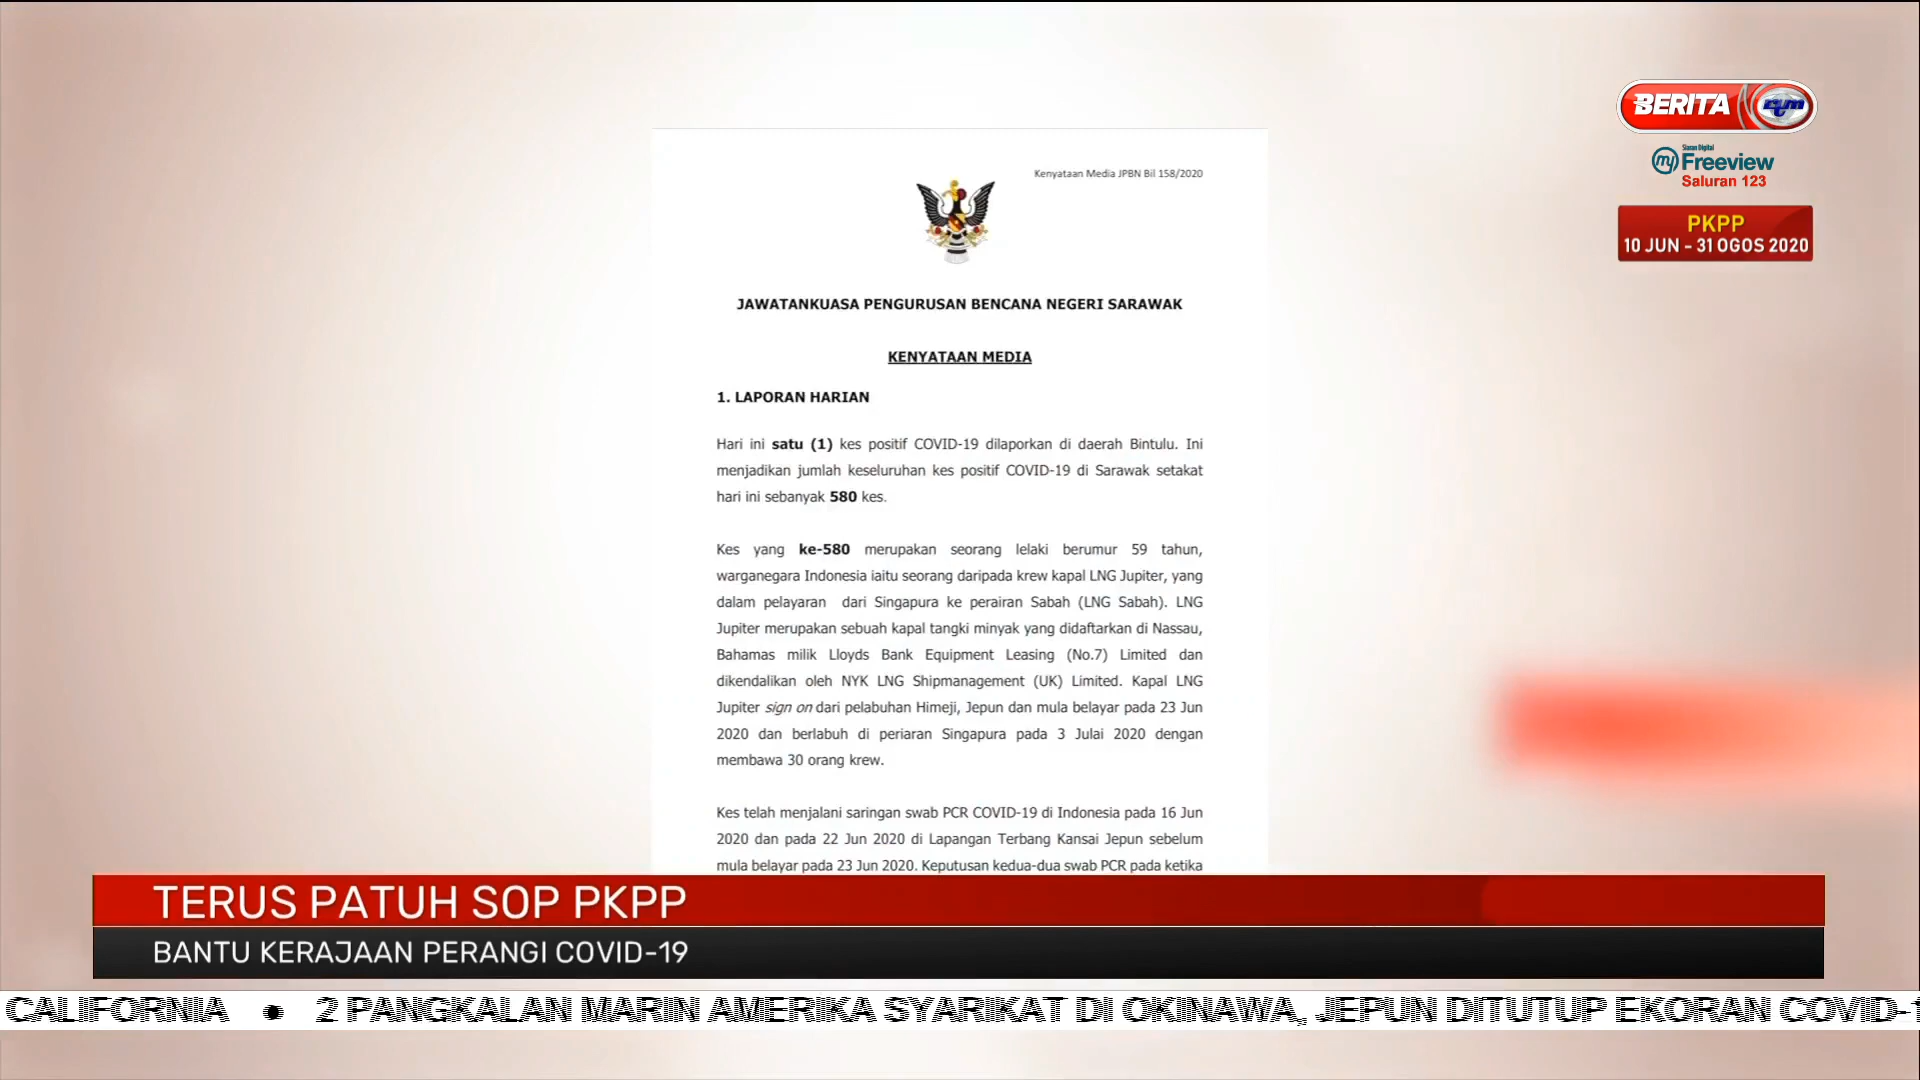 BERITA rtm
Siaran Digital
my Freeview
Saluran 123
PKPP
10 JUN - 31 OGOS 2020
Kenyataan Media JPBN Bil 158/2020
JAWATANKUASA PENGURUSAN BENCANA NEGERI SARAWAK
KENYATAAN MEDIA
1. LAPORAN HARIAN
Hari ini satu (1) kes positif COVID-19 dilaporkan di daerah Bintulu. Ini
menjadikan jumlah keseluruhan kes positif COVID-19 di Sarawak setakat
hari ini sebanyak 580 kes.
Kes yang ke-580 merupakan seorang lelaki berumur 59 tahun,
warganegara Indonesia iaitu seorang daripada krew kapal LNG Jupiter, yang
dalam pelayaran dari Singapura ke perairan Sabah (LNG Sabah). LNG
Jupiter merupakan sebuah kapal tangki minyak yang didaftarkan di Nassau,
Bahamas milik Lloyds Bank Equipment Leasing (No.7) Limited dan
dikendalikan oleh NYK LNG Shipmanagement (UK) Limited. Kapal LNG
Jupiter sign on dari pelabuhan Himeji, Jepun dan mula belayar pada 23 Jun
2020 dan berlabuh di periaran Singapura pada 3 Julai 2020 dengan
membawa 30 orang krew.
Kes telah menjalani saringan swab PCR COVID-19 di Indonesia pada 16 Jun
2020 dan pada 22 Jun 2020 di Lapangan Terbang Kansai Jepun sebelum
mula belayar pada 23 Jun 2020. Keputusan kedua-dua swab PCR pada ketika
TERUS PATUH SOP PKPP
BANTU KERAJAAN PERANGI COVID-19
CALIFORNIA ● 2 PANGKALAN MARIN AMERIKA SYARIKAT DI OKINAWA, JEPUN DITUTUP EKORAN COVID-1